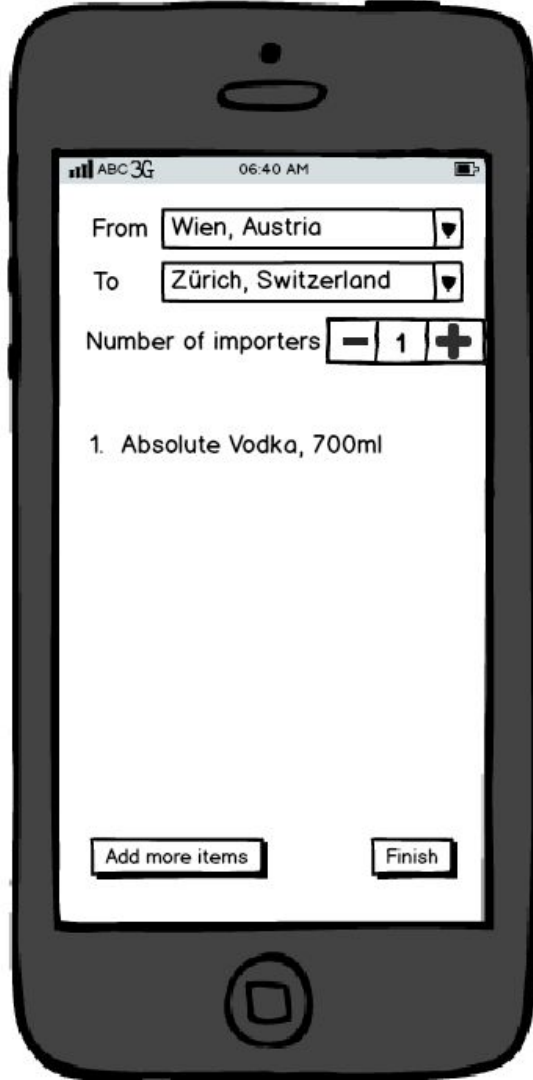 ABC 3G 06:40 AM
From Wien, Austria
To Zürich, Switzerland
Number of importers 1
1. Absolute Vodka, 700ml
Add more items Finish